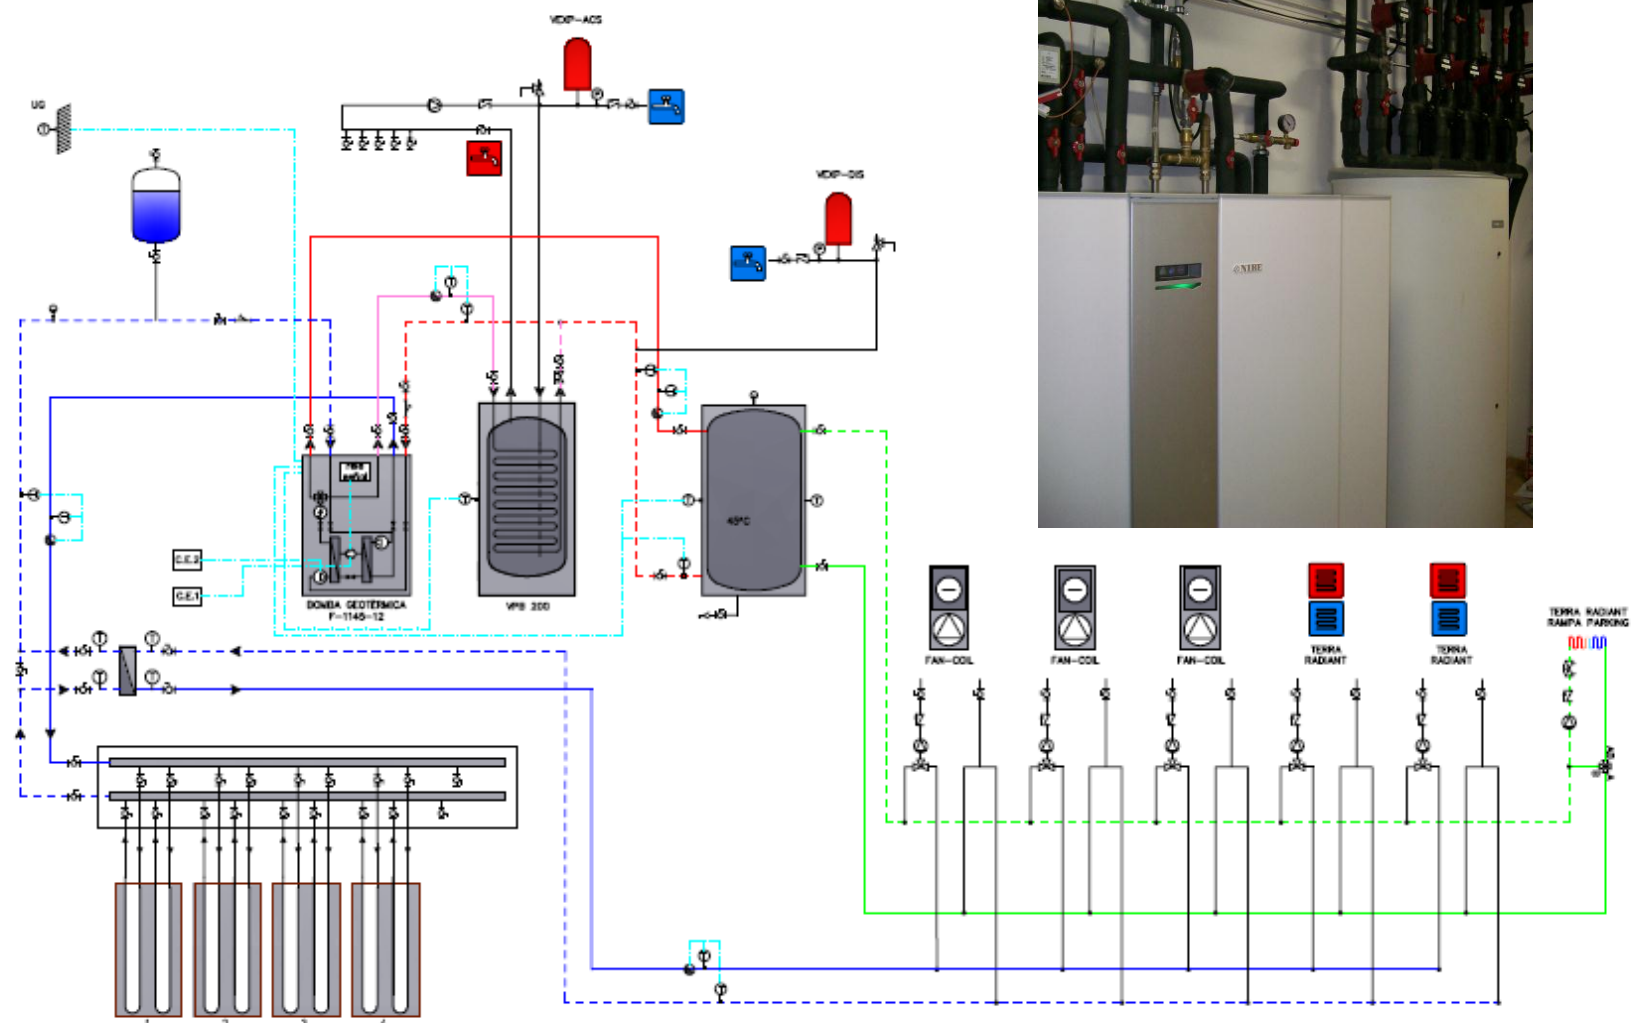 VEXP-ACS
UG
VEXP-DIS
NIBE
45ºC
C.E.2
C.E.1
BOMBA GEOTÈRMICA
F-1145-12
VPB 200
TERRA RADIANT
RAMPA PARKING
FAN-COIL
FAN-COIL
FAN-COIL
TERRA
RADIANT
TERRA
RADIANT